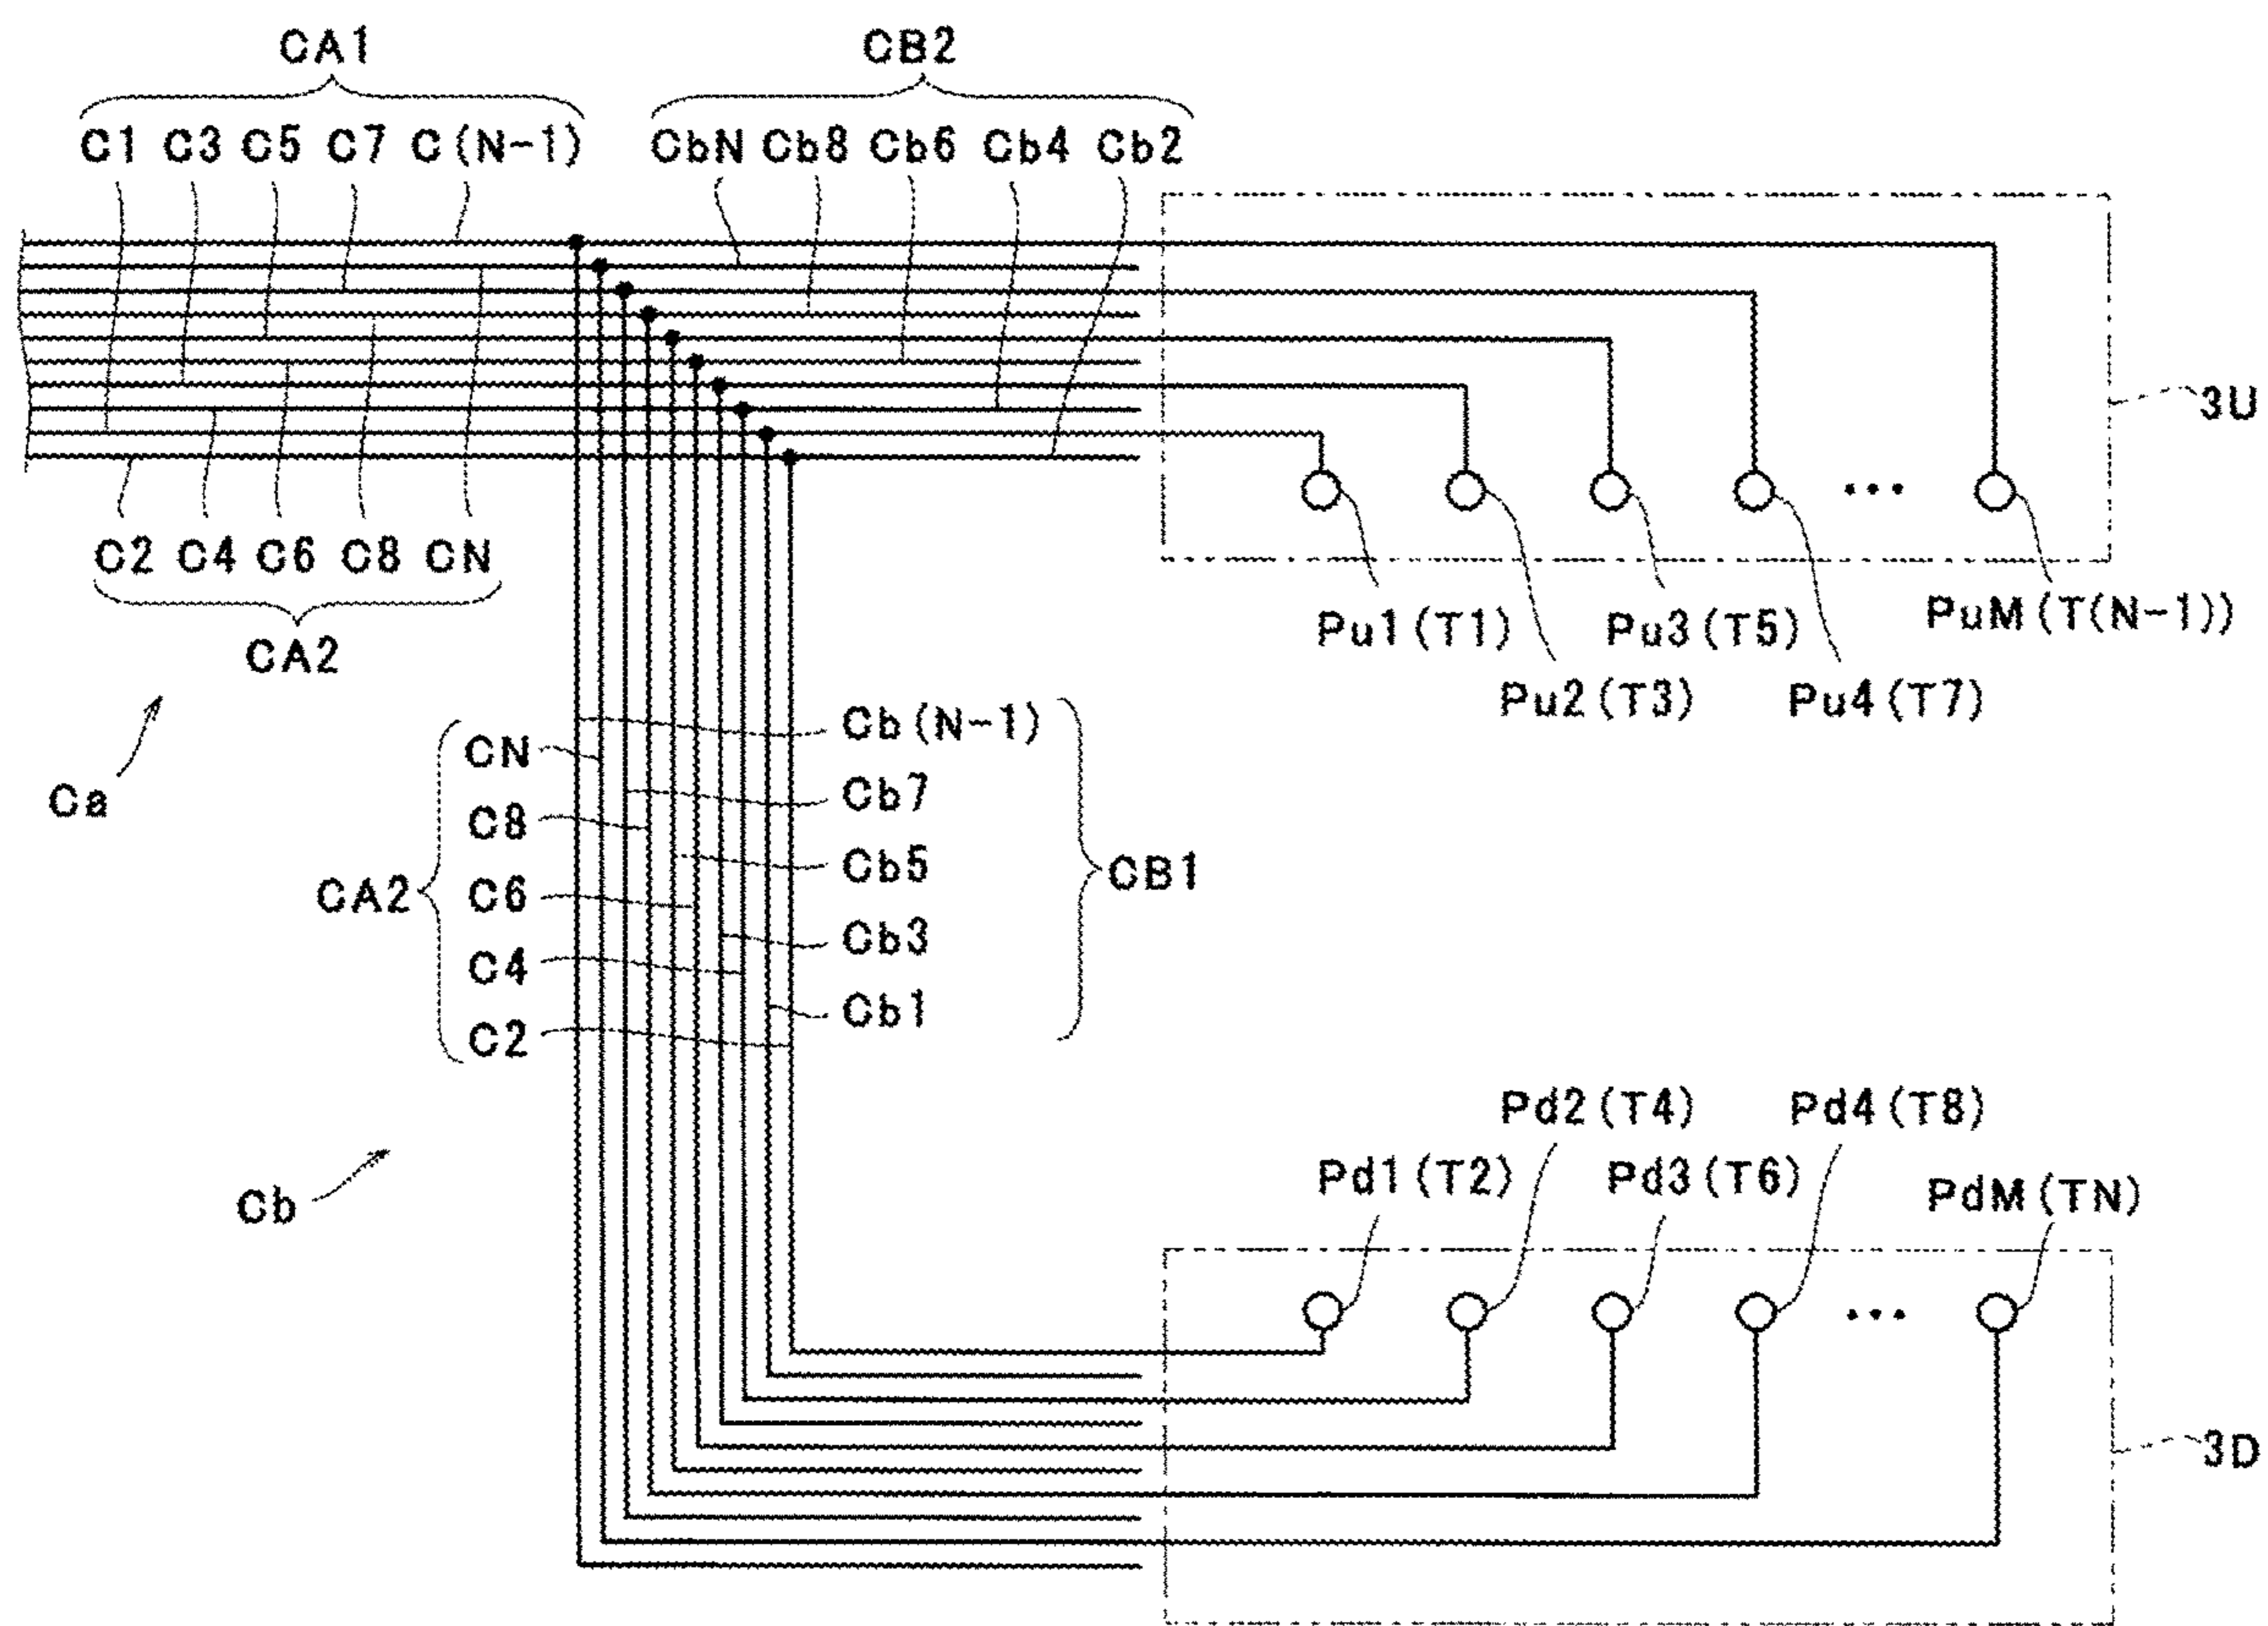 CA1 CB2
C1 C3 C5 C7 C(N-1) CbN Cb8 Cb6 Cb4 Cb2
3U
C2 C4 C6 C8 CN
CA2
Pu1(T1) Pu3(T5) PuM(T(N-1))
Pu2(T3) Pu4(T7)
Ca
CN Cb(N-1)
C8 Cb7
CA2 C6 Cb5 CB1
C4 Cb3
C2 Cb1
Cb
Pd2(T4) Pd4(T8)
Pd1(T2) Pd3(T6) PdM(TN)
...
...
3D